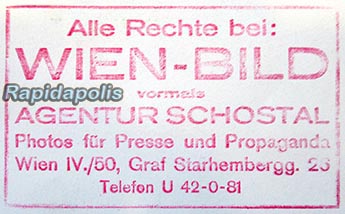 Alle Rechte bei:
WIEN-BILD
Rapidapolis
vormals
AGENTUR SCHOSTAL
Photos für Presse und Propaganda
Wien IV./50, Graf Starhembergg. 26
Telefon U 42-0-81